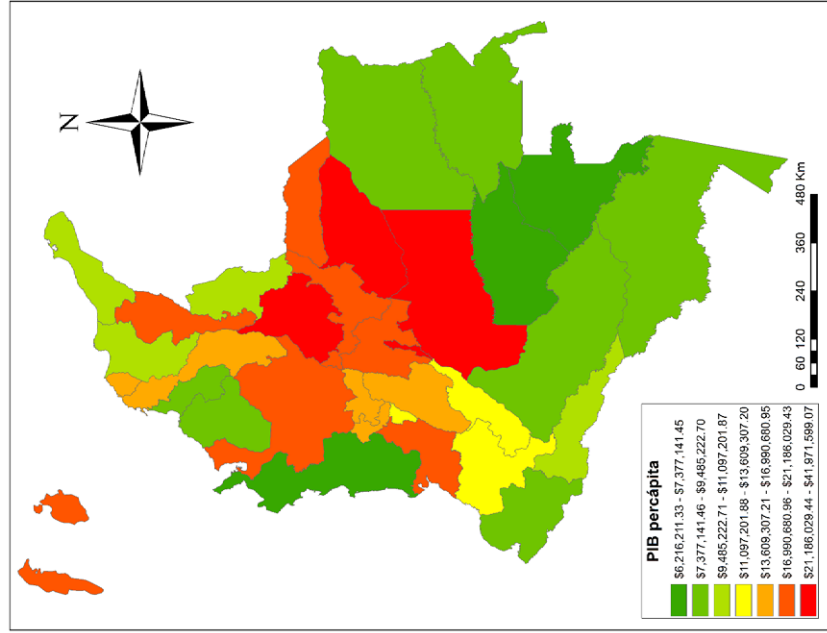 N
PIB percápita
$6,216,211.33 - $7,377,141.45
$7,377,141.46 - $9,485,222.70
$9,485,222.71 - $11,097,201.87
$11,097,201.88 - $13,609,307.20
$13,609,307.21 - $16,990,680.95
$16,990,680.96 - $21,186,029.43
$21,186,029.44 - $41,971,599.07
0 60 120 240 360 480 Km